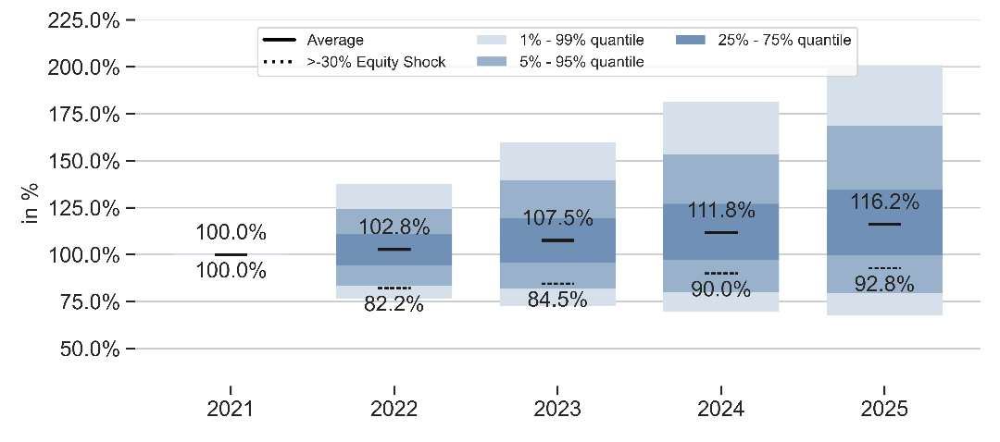 225.0%
200.0%
175.0%
150.0%
125.0%
100.0%
75.0%
50.0%
in %
Average
>-30% Equity Shock
1% - 99% quantile
5% - 95% quantile
25% - 75% quantile
100.0%
100.0%
102.8%
82.2%
107.5%
84.5%
111.8%
90.0%
116.2%
92.8%
2021 2022 2023 2024 2025